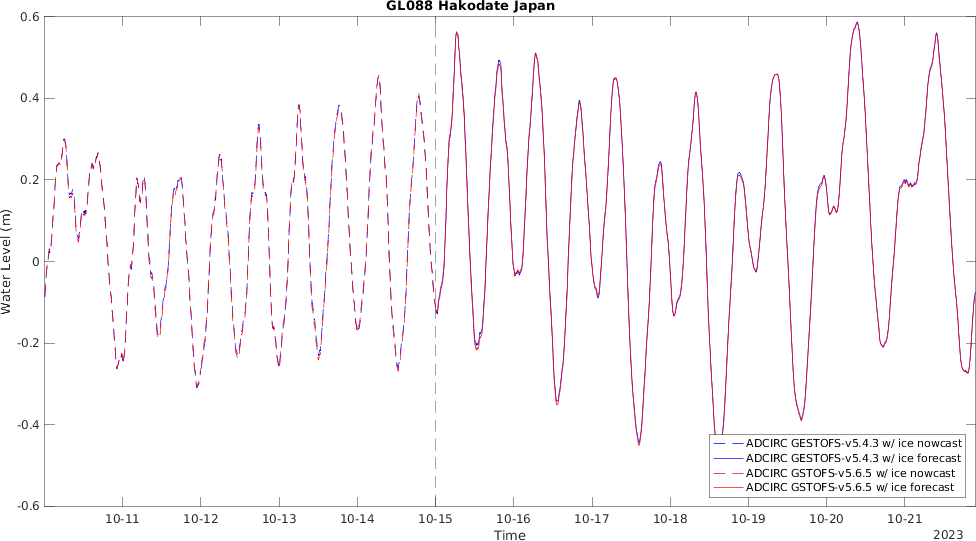 GL088 Hakodate Japan
0.6
0.4
0.2
0
-0.2
-0.4
-0.6
Water Level (m)
10-11 10-12 10-13 10-14 10-15 10-16 10-17 10-18 10-19 10-20 10-21
Time
2023
ADCIRC GESTOFS-v5.4.3 w/ ice nowcast
ADCIRC GESTOFS-v5.4.3 w/ ice forecast
ADCIRC GSTOFS-v5.6.5 w/ ice nowcast
ADCIRC GSTOFS-v5.6.5 w/ ice forecast